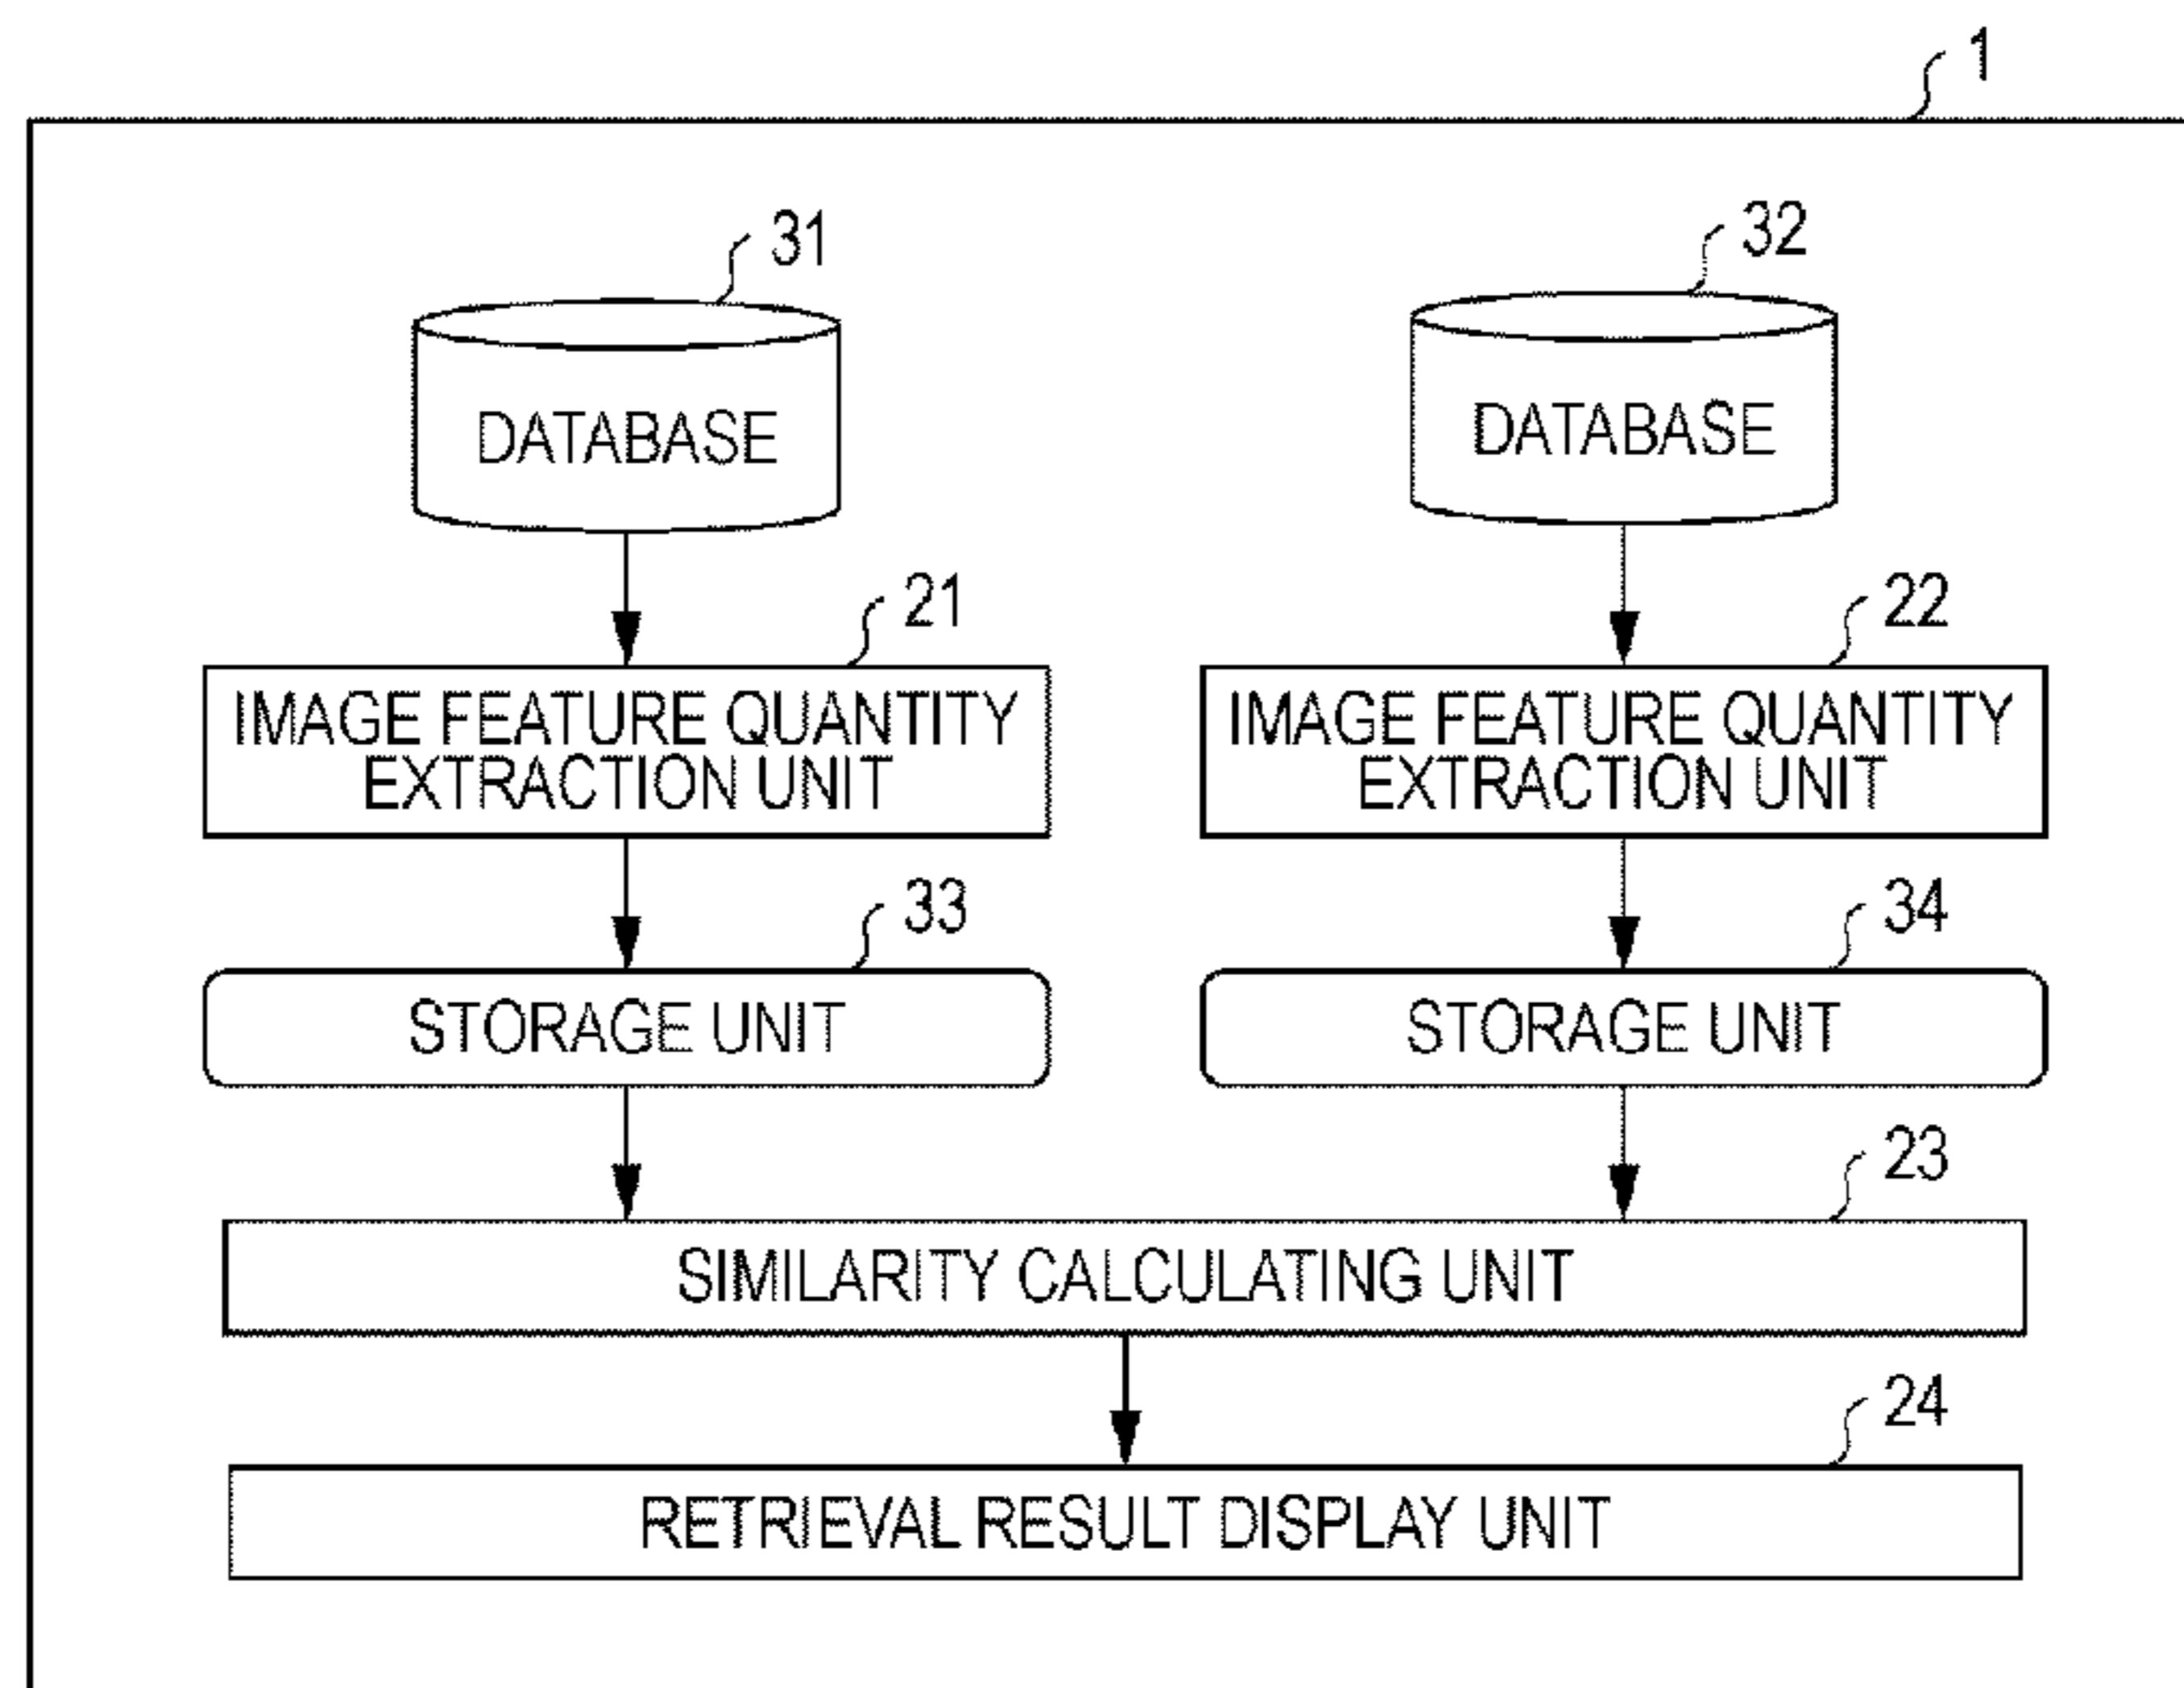 1
31
32
DATABASE
DATABASE
21
22
IMAGE FEATURE QUANTITY
EXTRACTION UNIT
IMAGE FEATURE QUANTITY
EXTRACTION UNIT
33
34
STORAGE UNIT
STORAGE UNIT
23
SIMILARITY CALCULATING UNIT
24
RETRIEVAL RESULT DISPLAY UNIT